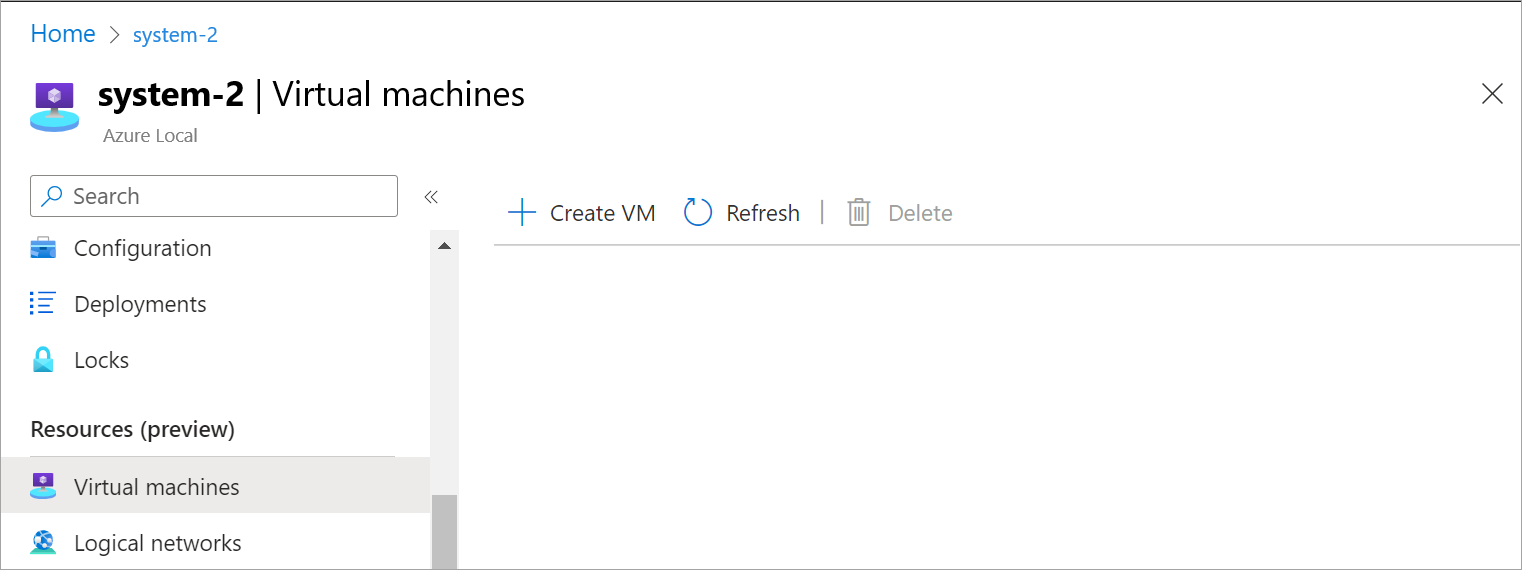 Home > system-2
system-2 | Virtual machines
Azure Local
Search
«
Create VM Refresh | Delete
Configuration
Deployments
Locks
Resources (preview)
Virtual machines
Logical networks